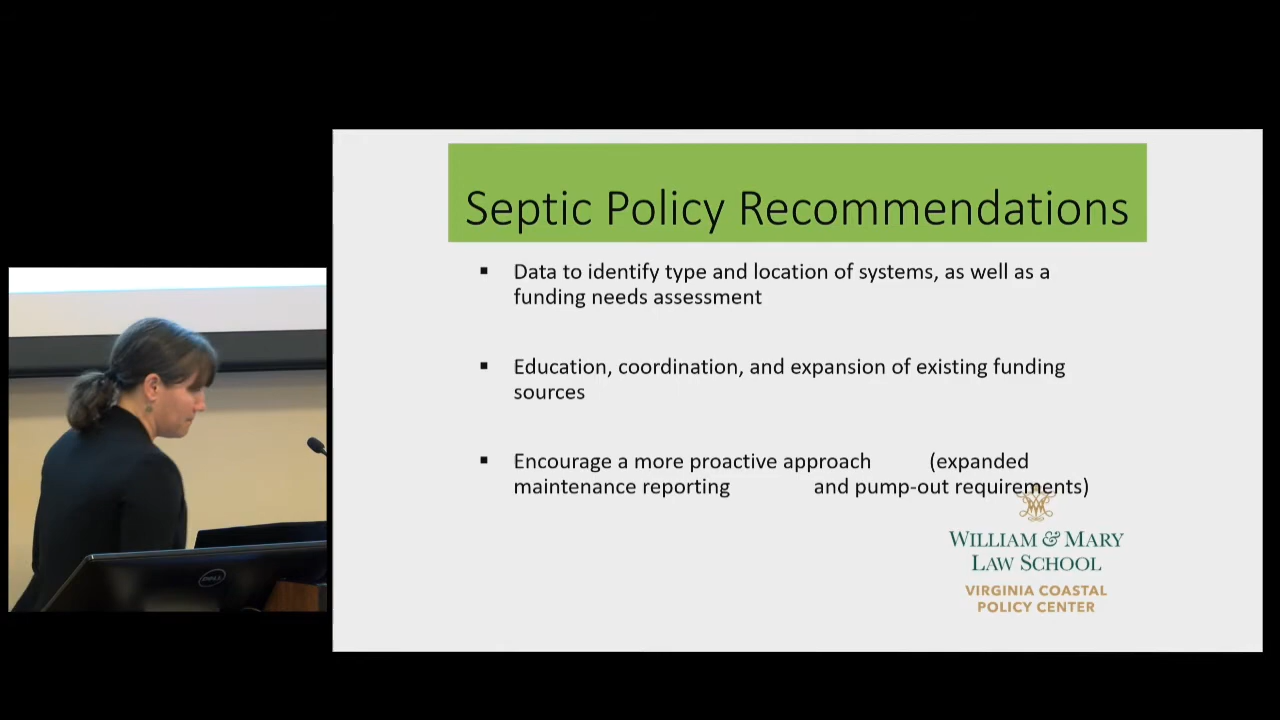 Septic Policy Recommendations
▪ Data to identify type and location of systems, as well as a
funding needs assessment
▪ Education, coordination, and expansion of existing funding
sources
▪ Encourage a more proactive approach (expanded
maintenance reporting and pump-out requirements)
WILLIAM & MARY
LAW SCHOOL
VIRGINIA COASTAL
POLICY CENTER
DELL